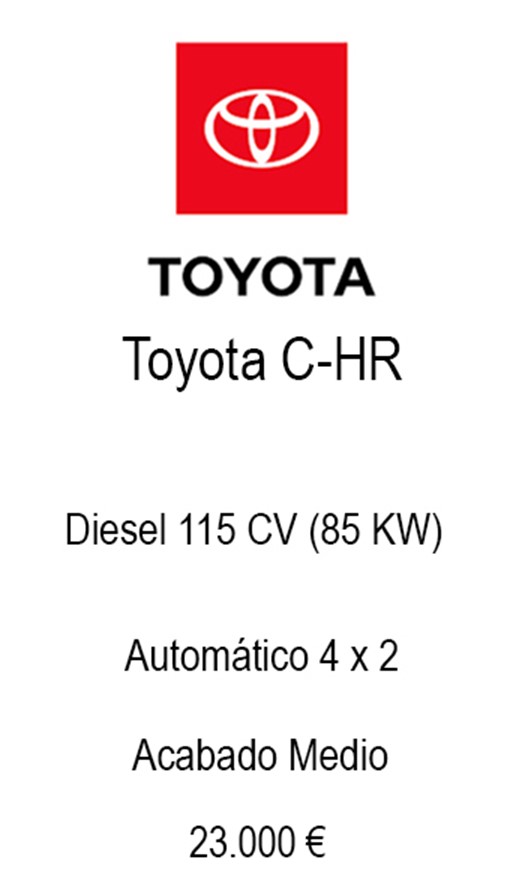 TOYOTA
Toyota C-HR
Diesel 115 CV (85 KW)
Automático 4 x 2
Acabado Medio
23.000 €